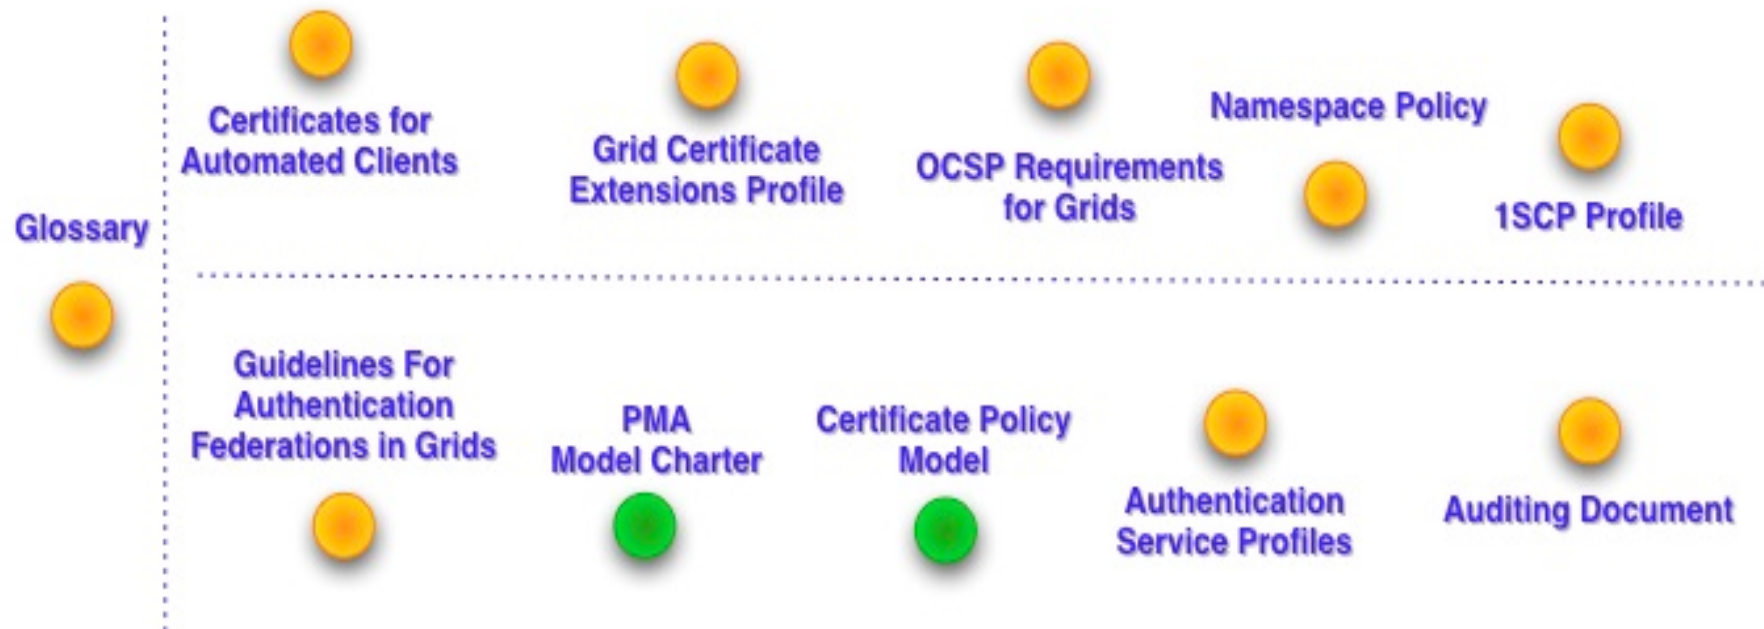 Glossary
Certificates for
Automated Clients
Grid Certificate
Extensions Profile
OCSP Requirements
for Grids
Namespace Policy
1SCP Profile
Guidelines For
Authentication
Federations in Grids
PMA
Model Charter
Certificate Policy
Model
Authentication
Service Profiles
Auditing Document